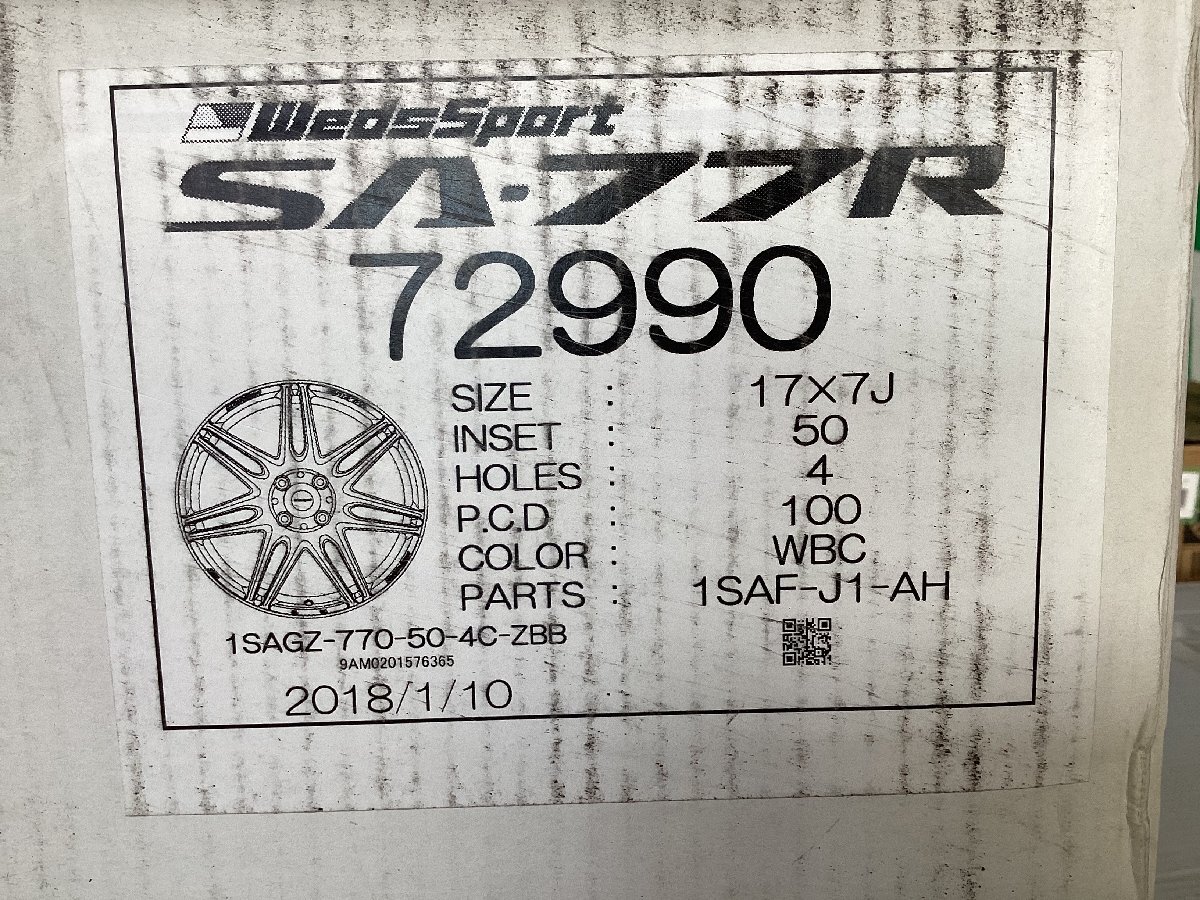 WedsSport
SA-77R
72990
SIZE : 17X7J
INSET : 50
HOLES : 4
P.C.D : 100
COLOR : WBC
PARTS : 1SAF-J1-AH
1SAGZ-770-50-4C-ZBB
9AM0201576365
2018/1/10